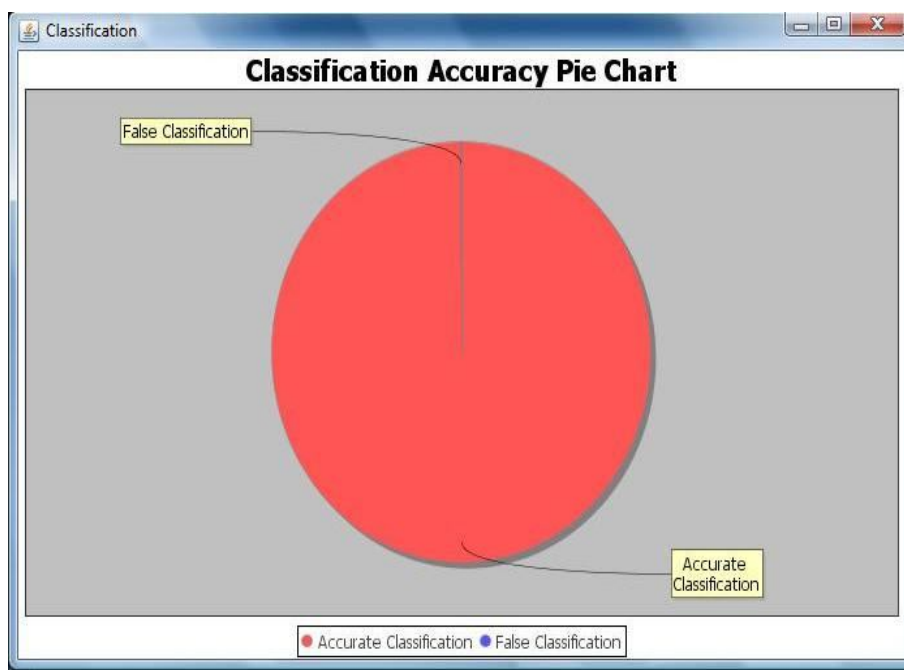 Classification
Classification Accuracy Pie Chart
False Classification
Accurate
Classification
Accurate Classification False Classification